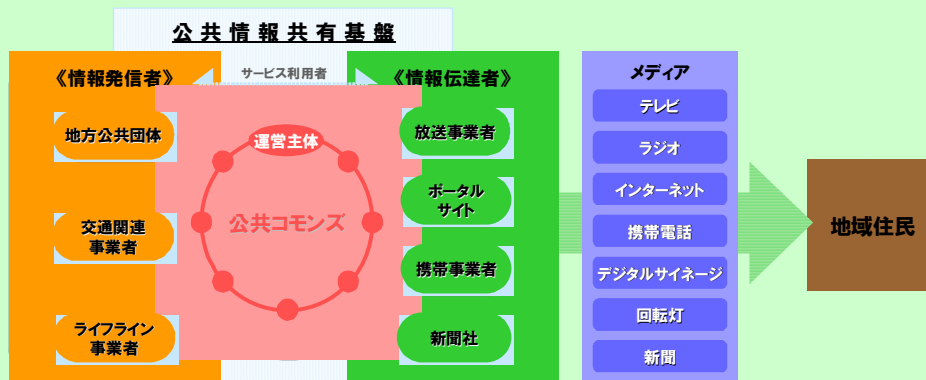 公共情報共有基盤
《情報発信者》
サービス利用者
《情報伝達者》
メディア
地方公共団体
交通関連
事業者
ライフライン
事業者
運営主体
公共コモンズ
放送事業者
ポータル
サイト
携帯事業者
新聞社
テレビ
ラジオ
インターネット
携帯電話
デジタルサイネージ
回転灯
新聞
地域住民